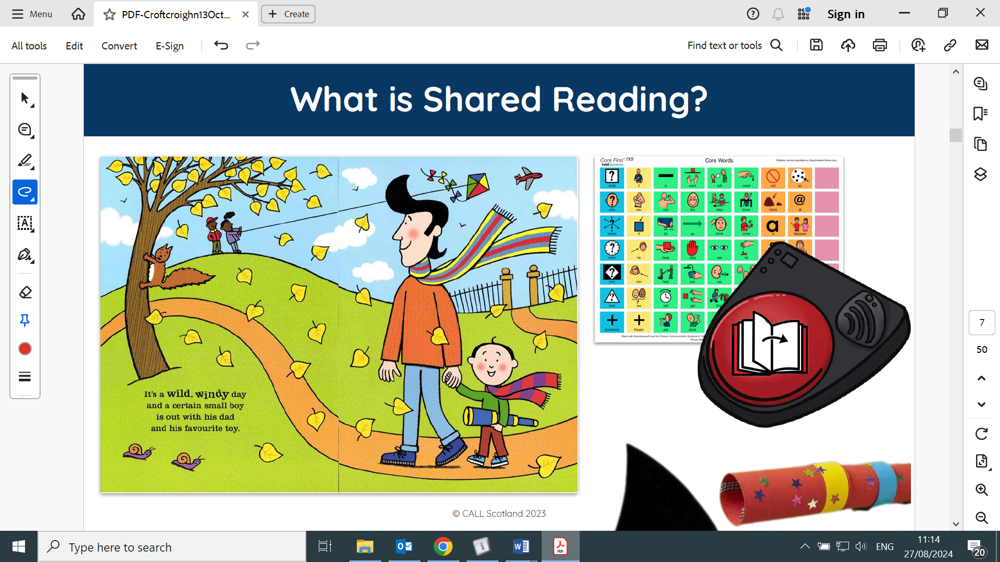 Menu
PDF-Croftcroighn13Oct...
Create
Sign in
All tools
Edit
Convert
E-Sign
Find text or tools
What is Shared Reading?
It's a wild, windy day
and a certain small boy
is out with his dad
and his favourite toy.
Core First™ 7X9
tobii dynavox
Core Words
Editable version available on BoardmakerOnline.com
what I is want tell need not an
who you can like take know more @ at
where it do go think come a a because
when he have stop see let
why she help put say
how we will get find
Questions People eat drink
Made with Boardmaker® and the Picture Communication Symbols ©
© CALL Scotland 2023
7
50
Type here to search
PDF
ENG
11:14
27/08/2024
20